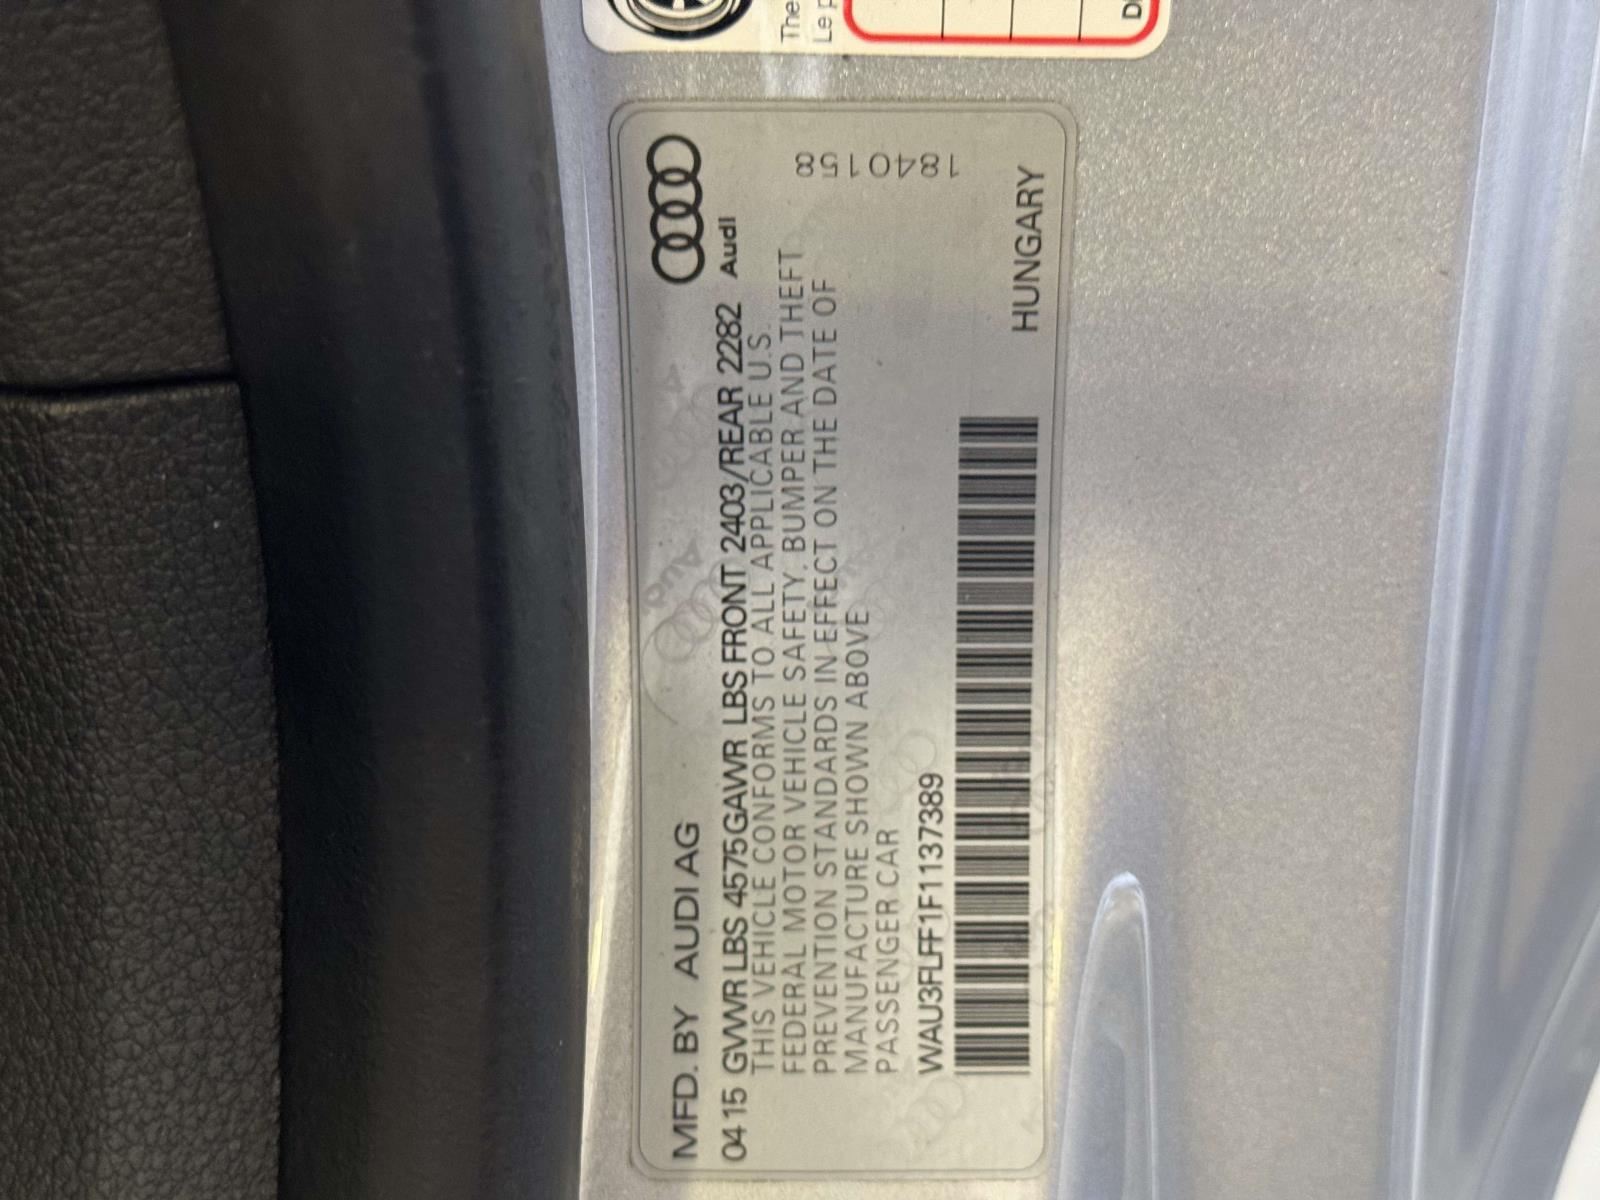 MFD. BY AUDI AG
Audi
04 15 GVWR LBS 4575 GAWR LBS FRONT 2403/REAR 2282
THIS VEHICLE CONFORMS TO ALL APPLICABLE U.S.
FEDERAL MOTOR VEHICLE SAFETY. BUMPER AND THEFT
PREVENTION STANDARDS IN EFFECT ON THE DATE OF
MANUFACTURE SHOWN ABOVE
PASSENGER CAR
1840158
WAU3FLFF1F1137389
HUNGARY
The
Le p